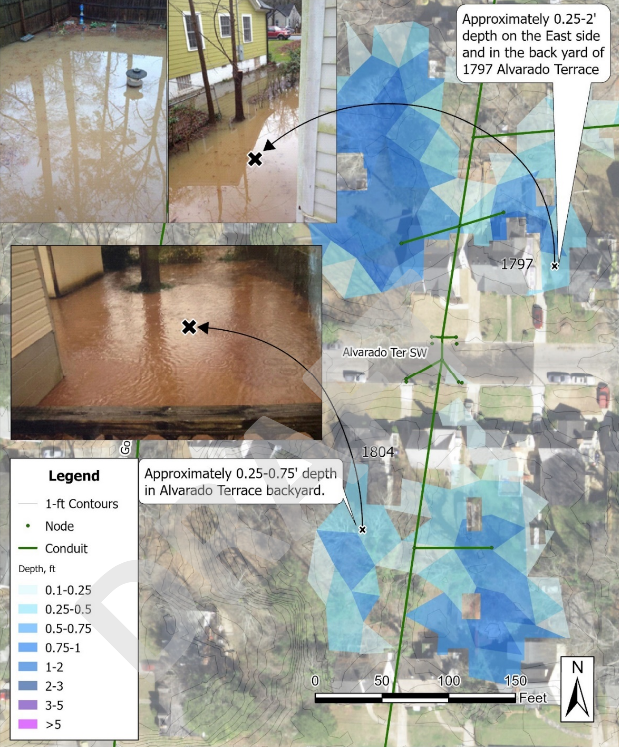 Approximately 0.25-2'
depth on the East side
and in the back yard of
1797 Alvarado Terrace
1797
Alvarado Ter SW
1804
Approximately 0.25-0.75' depth
in Alvarado Terrace backyard.
Go
Legend
1-ft Contours
Node
Conduit
Depth, ft
0.1-0.25
0.25-0.5
0.5-0.75
0.75-1
1-2
2-3
3-5
>5
0 50 100 150
Feet
N